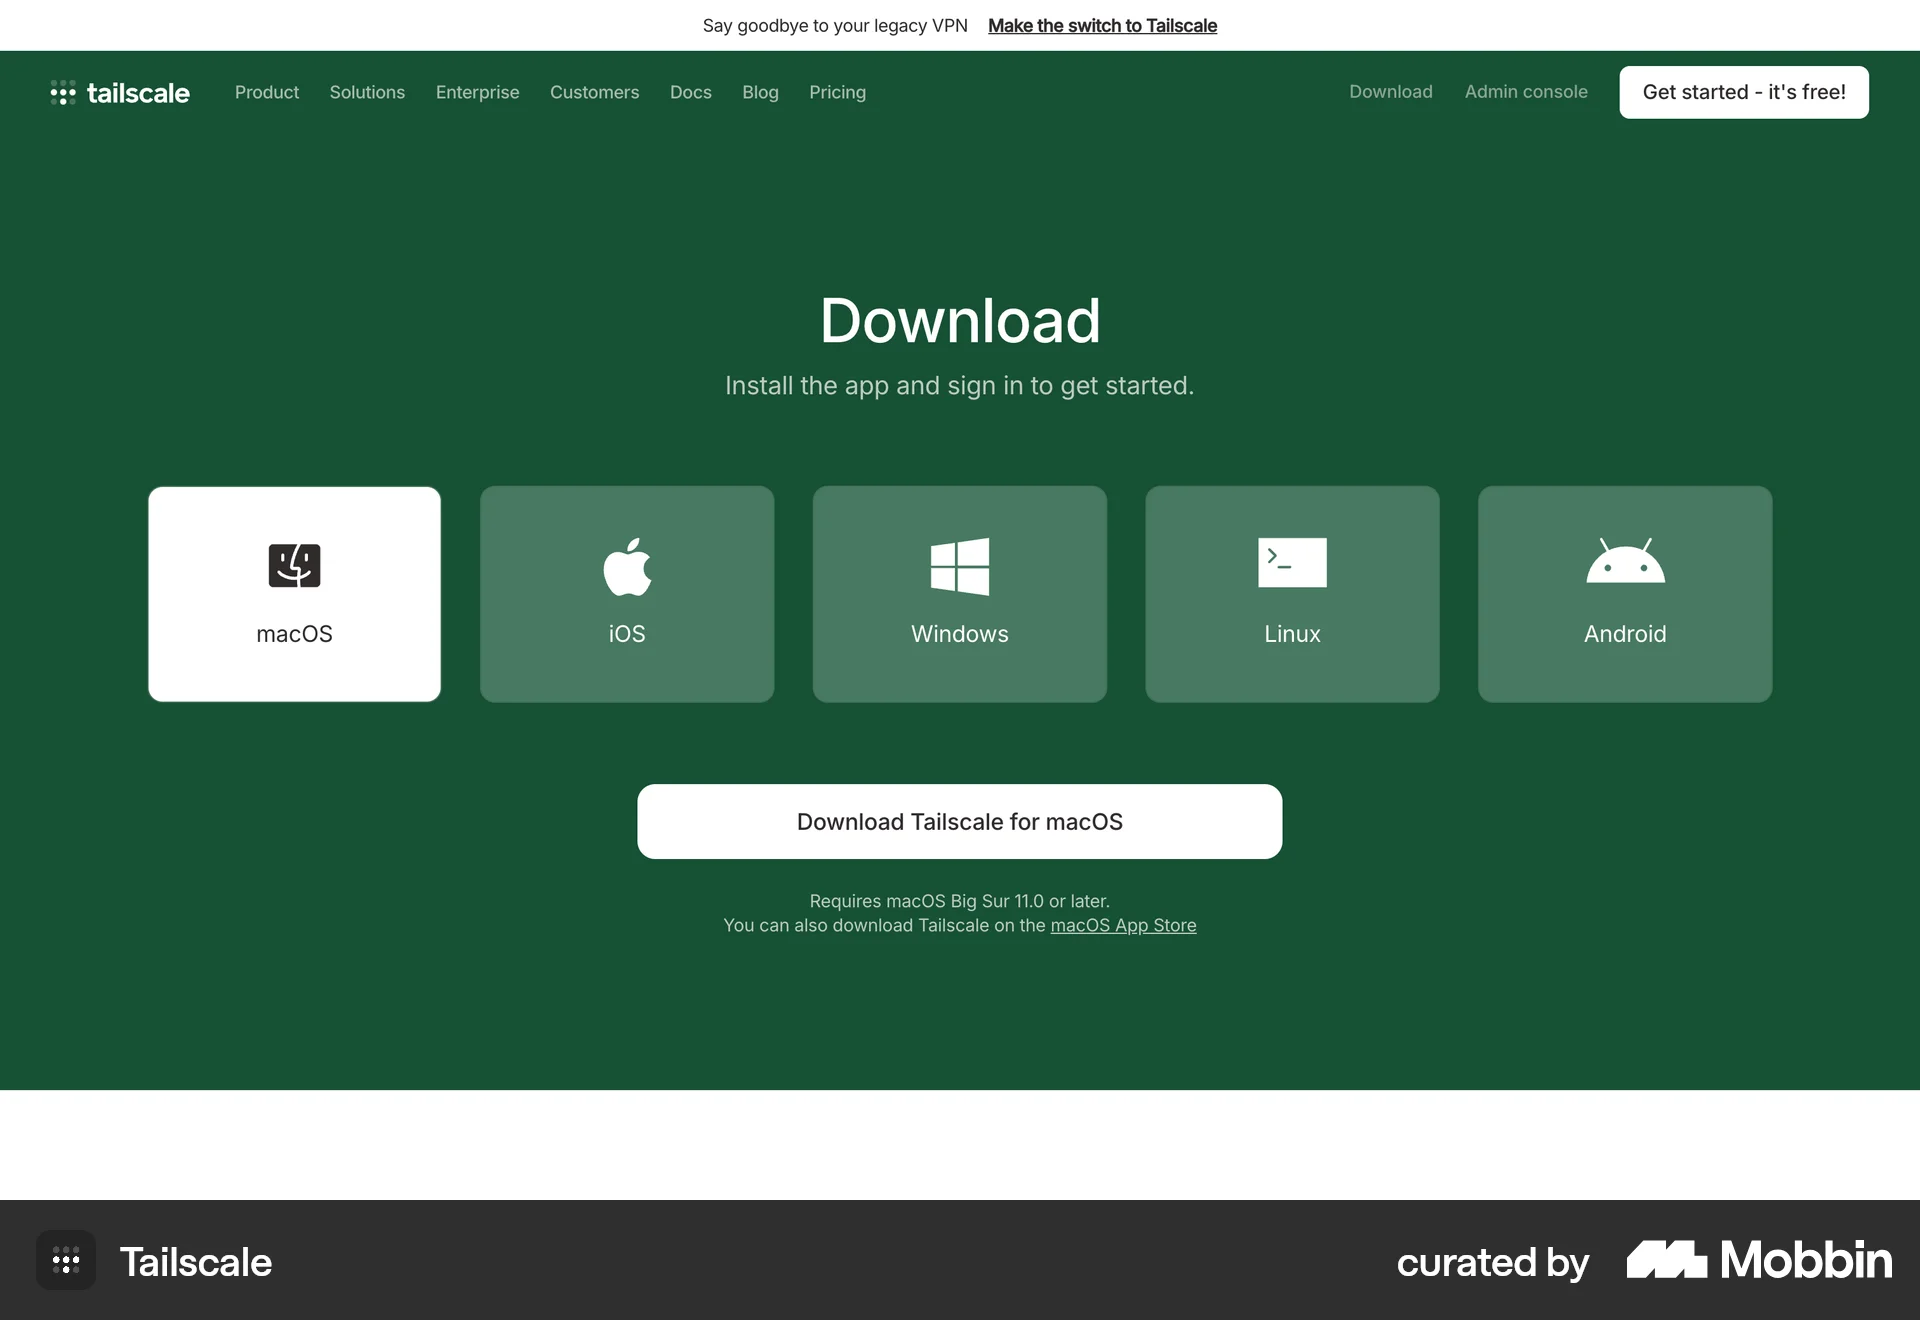 Say goodbye to your legacy VPN Make the switch to Tailscale
tailscale Product Solutions Enterprise Customers Docs Blog Pricing Download Admin console Get started - it's free!
Download
Install the app and sign in to get started.
macOS iOS Windows Linux Android
Download Tailscale for macOS
Requires macOS Big Sur 11.0 or later.
You can also download Tailscale on the macOS App Store
Tailscale curated by Mobbin